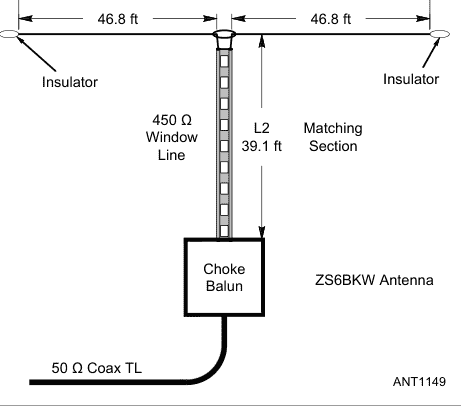 46.8 ft 46.8 ft
Insulator
Insulator
450 Ω
Window
Line
L2
39.1 ft
Matching
Section
Choke
Balun
ZS6BKW Antenna
50 Ω Coax TL
ANT1149